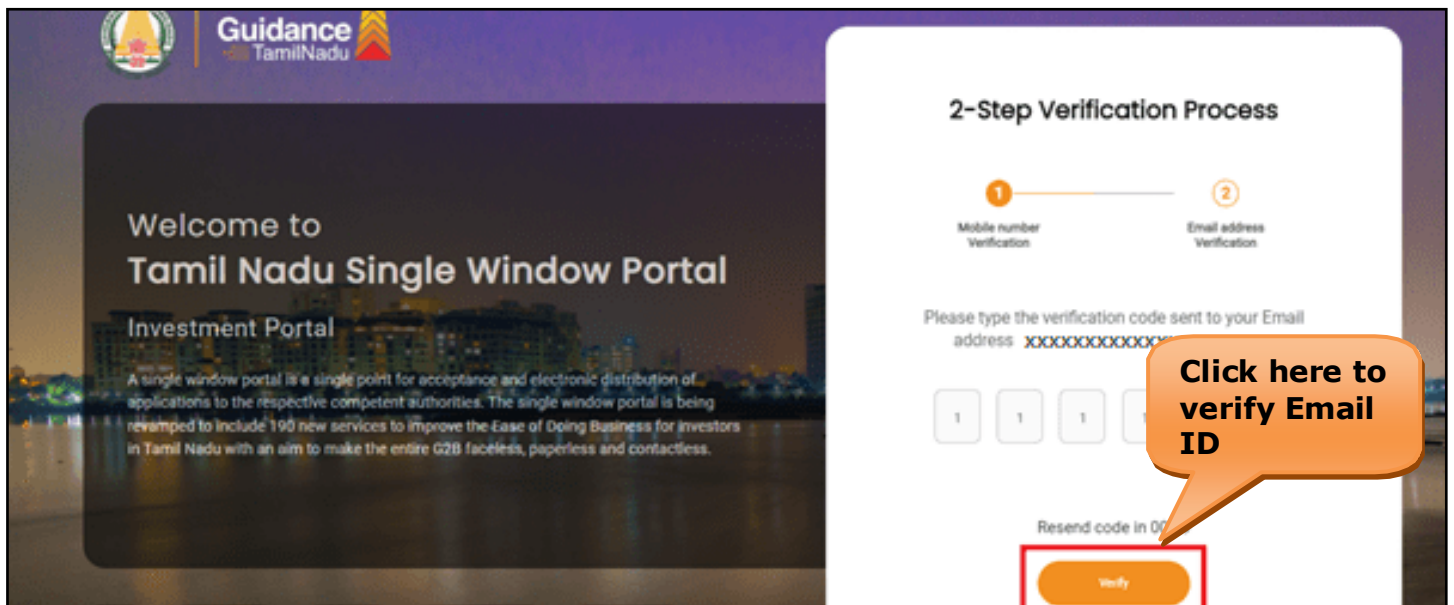 Guidance
TamilNadu
Welcome to
Tamil Nadu Single Window Portal
Investment Portal
A single window portal is a single point for acceptance and electronic distribution of
applications to the respective competent authorities. The single window portal is being
revamped to include 190 new services to improve the Ease of Doing Business for investors
in Tamil Nadu with an aim to make the entire G2B faceless, paperless and contactless.
2-Step Verification Process
1
2
Mobile number
Verification
Email address
Verification
Please type the verification code sent to your Email
address XXXXXXXXXXXXX
1 1 1 1
Resend code in 00
Verify
Click here to
verify Email
ID